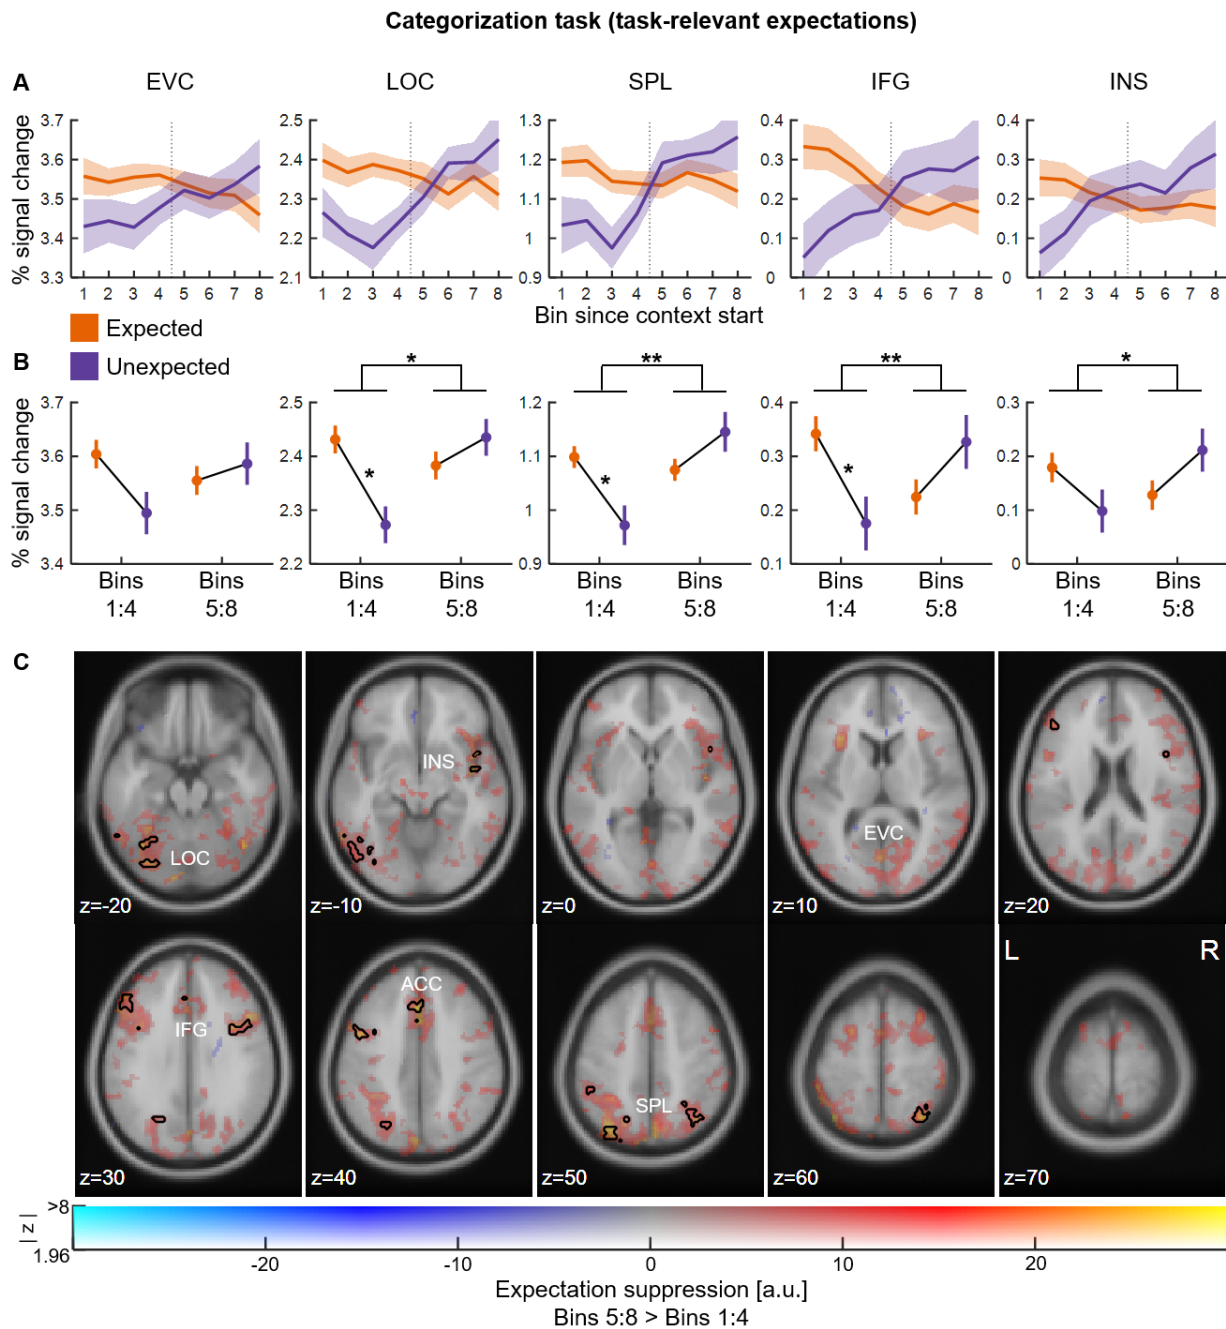 Categorization task (task-relevant expectations)
A
EVC LOC SPL IFG INS
% signal change
3.7 3.6 3.5 3.4 3.3
2.5 2.4 2.3 2.2 2.1
1.3 1.2 1.1 1 0.9
0.4 0.3 0.2 0.1 0
0.4 0.3 0.2 0.1 0
1 2 3 4 5 6 7 8
1 2 3 4 5 6 7 8
1 2 3 4 5 6 7 8
1 2 3 4 5 6 7 8
1 2 3 4 5 6 7 8
Bin since context start
Expected
Unexpected
B
* ** ** *
% signal change
3.7 3.6 3.5 3.4
2.5 2.4 2.3 2.2
1.2 1.1 1 0.9
0.4 0.3 0.2 0.1
0.3 0.2 0.1 0
* * *
Bins Bins Bins Bins Bins Bins Bins Bins Bins Bins
1:4 5:8 1:4 5:8 1:4 5:8 1:4 5:8 1:4 5:8
C
INS
EVC
LOC
z=-20 z=-10 z=0 z=10 z=20
L R
ACC
IFG
SPL
z=30 z=40 z=50 z=60 z=70
>8
| z |
1.96
-20 -10 0 10 20
Expectation suppression [a.u.]
Bins 5:8 > Bins 1:4